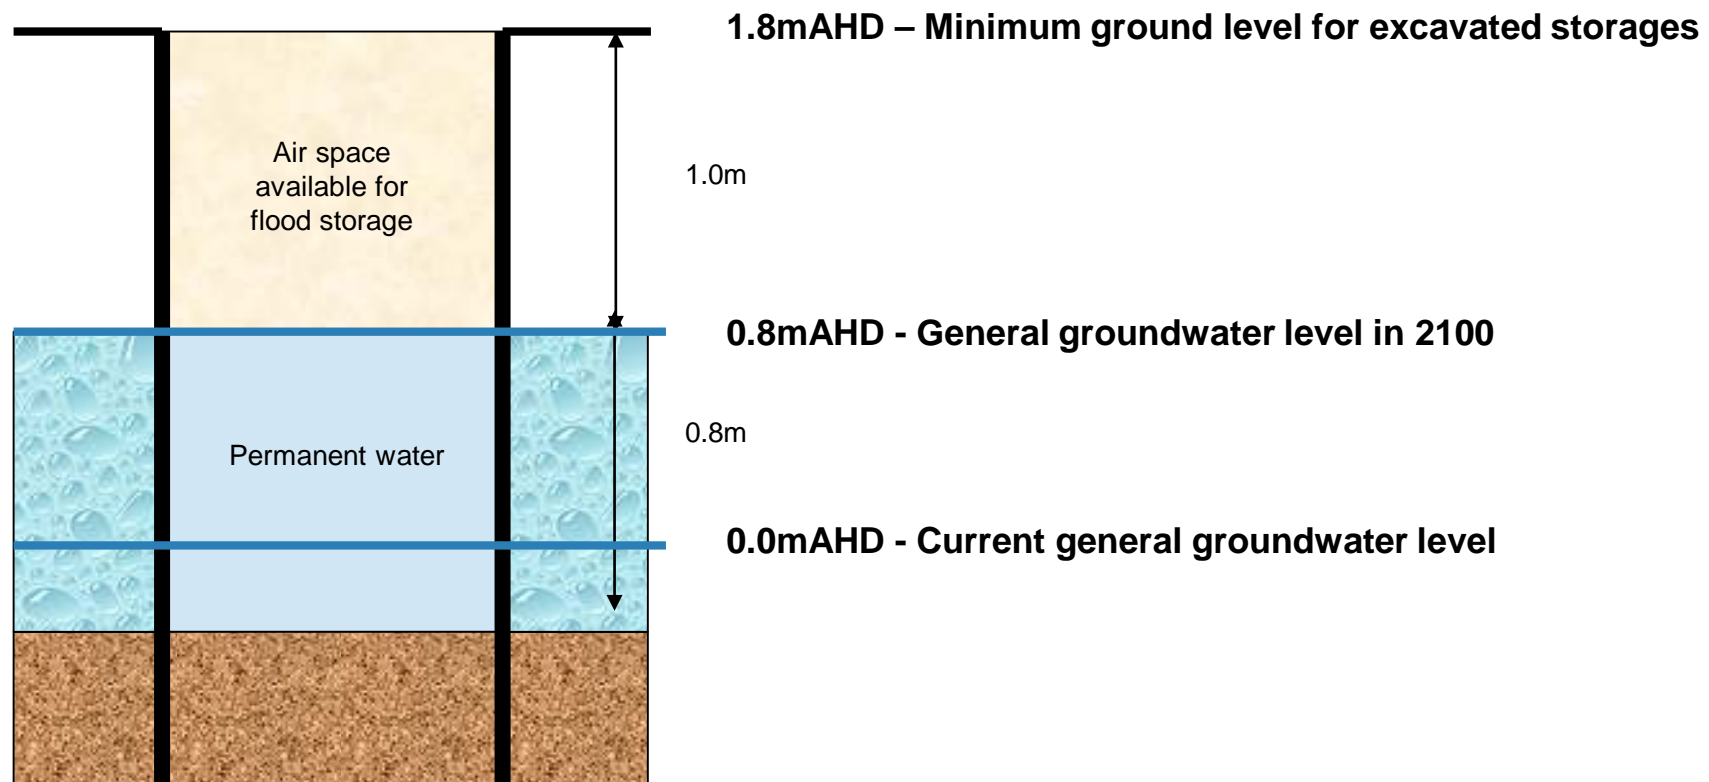 1.8mAHD – Minimum ground level for excavated storages
Air space
available for
flood storage
1.0m
0.8mAHD - General groundwater level in 2100
0.8m
Permanent water
0.0mAHD - Current general groundwater level